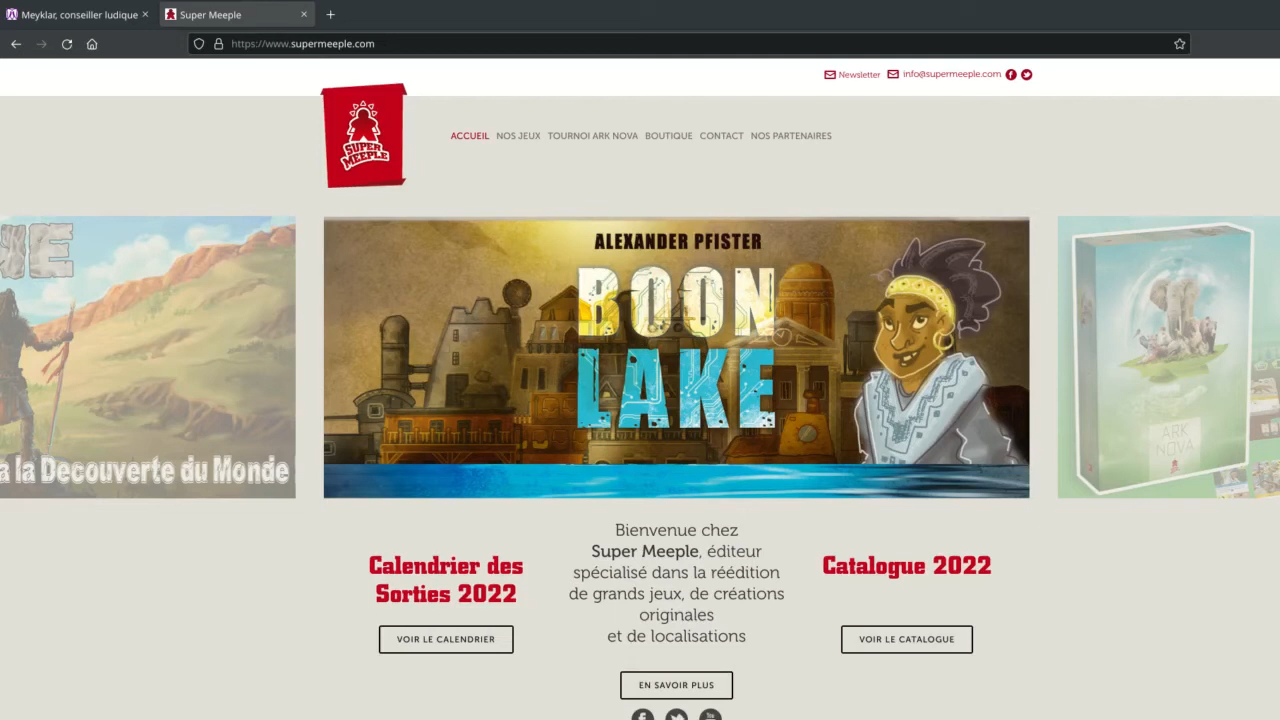 Meyklar, conseiller ludique
Super Meeple
https://www.supermeeple.com
Newsletter
info@supermeeple.com
SUPER
MEEPLE
ACCUEIL NOS JEUX TOURNOI ARK NOVA BOUTIQUE CONTACT NOS PARTENAIRES
a la Decouverte du Monde
ALEXANDER PFISTER
BOON
LAKE
ARK
NOVA
Calendrier des
Sorties 2022
VOIR LE CALENDRIER
Bienvenue chez
Super Meeple, éditeur
spécialisé dans la réédition
de grands jeux, de créations
originales
et de localisations
EN SAVOIR PLUS
Catalogue 2022
VOIR LE CATALOGUE